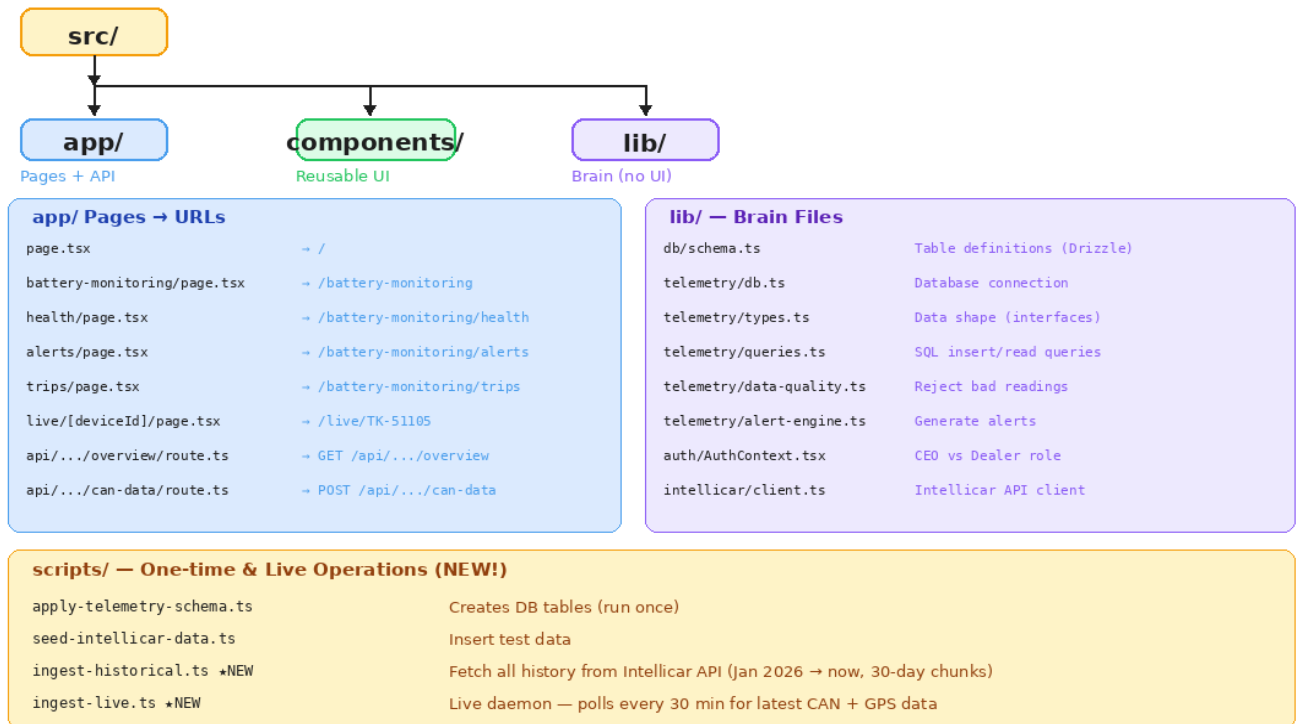 src/
app/
components/
lib/
Pages + API
Reusable UI
Brain (no UI)
app/ Pages → URLs
page.tsx → /
battery-monitoring/page.tsx → /battery-monitoring
health/page.tsx → /battery-monitoring/health
alerts/page.tsx → /battery-monitoring/alerts
trips/page.tsx → /battery-monitoring/trips
live/[deviceId]/page.tsx → /live/TK-51105
api/.../overview/route.ts → GET /api/.../overview
api/.../can-data/route.ts → POST /api/.../can-data
lib/ — Brain Files
db/schema.ts Table definitions (Drizzle)
telemetry/db.ts Database connection
telemetry/types.ts Data shape (interfaces)
telemetry/queries.ts SQL insert/read queries
telemetry/data-quality.ts Reject bad readings
telemetry/alert-engine.ts Generate alerts
auth/AuthContext.tsx CEO vs Dealer role
intellicar/client.ts Intellicar API client
scripts/ — One-time & Live Operations (NEW!)
apply-telemetry-schema.ts Creates DB tables (run once)
seed-intellicar-data.ts Insert test data
ingest-historical.ts ★NEW Fetch all history from Intellicar API (Jan 2026 → now, 30-day chunks)
ingest-live.ts ★NEW Live daemon — polls every 30 min for latest CAN + GPS data